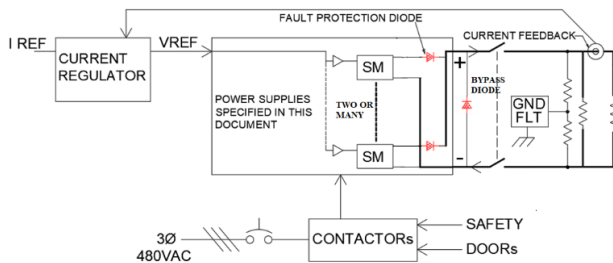 FAULT PROTECTION DIODE
CURRENT FEEDBACK
I REF
CURRENT
REGULATOR
VREF
SM
+
BYPASS
DIODE
POWER SUPPLIES
SPECIFIED IN THIS
DOCUMENT
TWO OR
MANY
GND
FLT
SM
-
3Ø
480VAC
CONTACTORs
SAFETY
DOORs